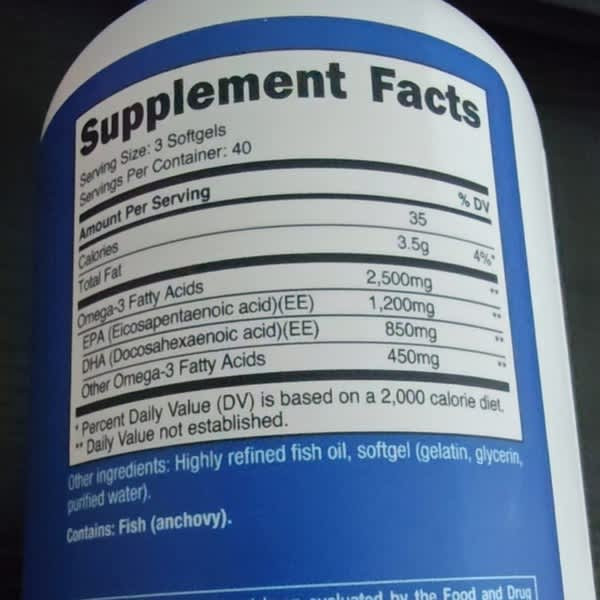 Supplement Facts
Serving Size: 3 Softgels
Servings Per Container: 40
Amount Per Serving % DV
Calories 35
Total Fat 3.5g 4%*
Omega-3 Fatty Acids 2,500mg **
EPA (Eicosapentaenoic acid)(EE) 1,200mg **
DHA (Docosahexaenoic acid)(EE) 850mg **
Other Omega-3 Fatty Acids 450mg **
* Percent Daily Value (DV) is based on a 2,000 calorie diet.
** Daily Value not established.
Other ingredients: Highly refined fish oil, softgel (gelatin, glycerin,
purified water).
Contains: Fish (anchovy).
evaluated by the Food and Drug